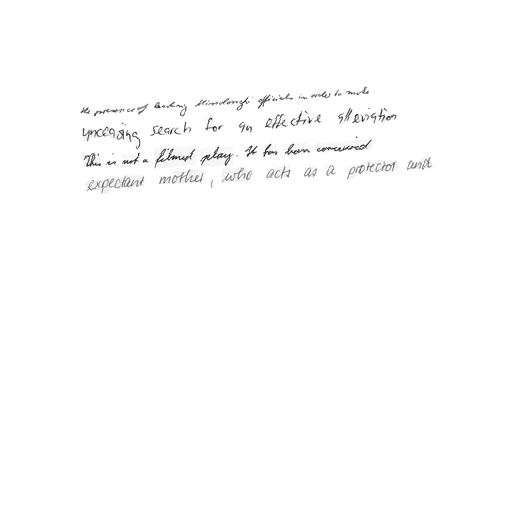 the presence of leading officials in order to make
unceasing search for an effective alleviation
This is not a filmed play. It has been conceived
expectant mother, who acts as a protector and